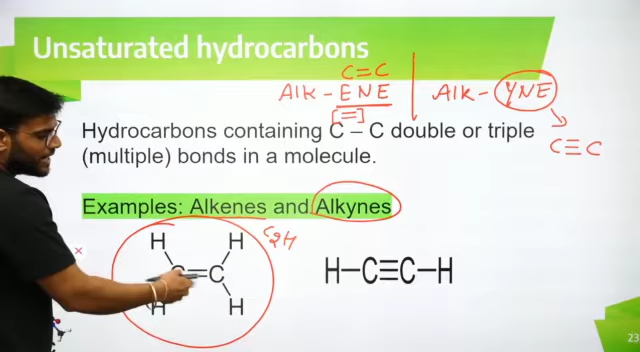 Unsaturated hydrocarbons
C=C
Alk-ENE
[=]
Alk-YNE
C≡C
Hydrocarbons containing C – C double or triple
(multiple) bonds in a molecule.
Examples: Alkenes and Alkynes
H H
C=C
H H
C2H
H–C≡C–H
23